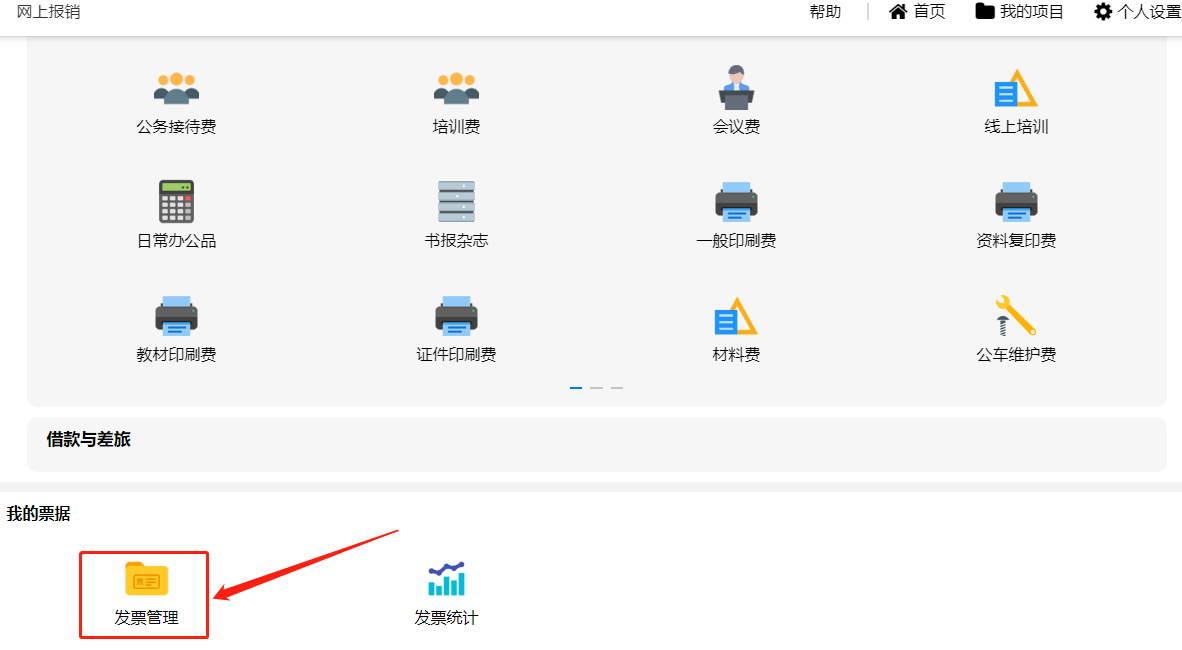 网上报销 帮助 首页 我的项目 个人设置
公务接待费 培训费 会议费 线上培训
日常办公品 书报杂志 一般印刷费 资料复印费
教材印刷费 证件印刷费 材料费 公车维护费
借款与差旅
我的票据
发票管理 发票统计